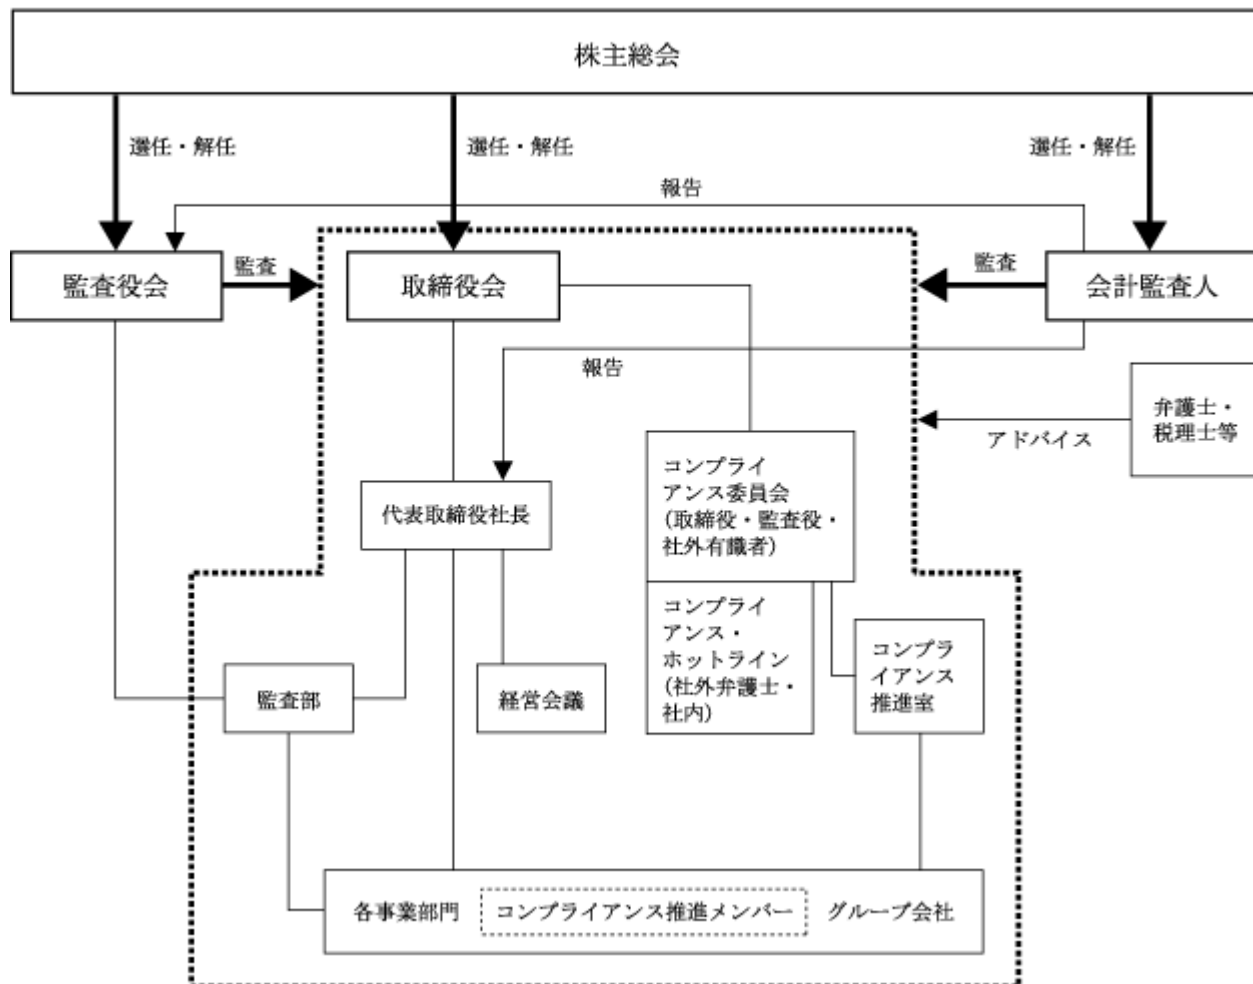 株主総会
選任・解任
選任・解任
選任・解任
報告
監査役会
監査
取締役会
監査
会計監査人
報告
弁護士・
税理士等
アドバイス
コンプライ
アンス委員会
(取締役・監査役・
社外有識者)
代表取締役社長
コンプライ
アンス・
ホットライン
(社外弁護士・
社内)
コンプラ
イアンス
推進室
監査部
経営会議
各事業部門
コンプライアンス推進メンバー
グループ会社